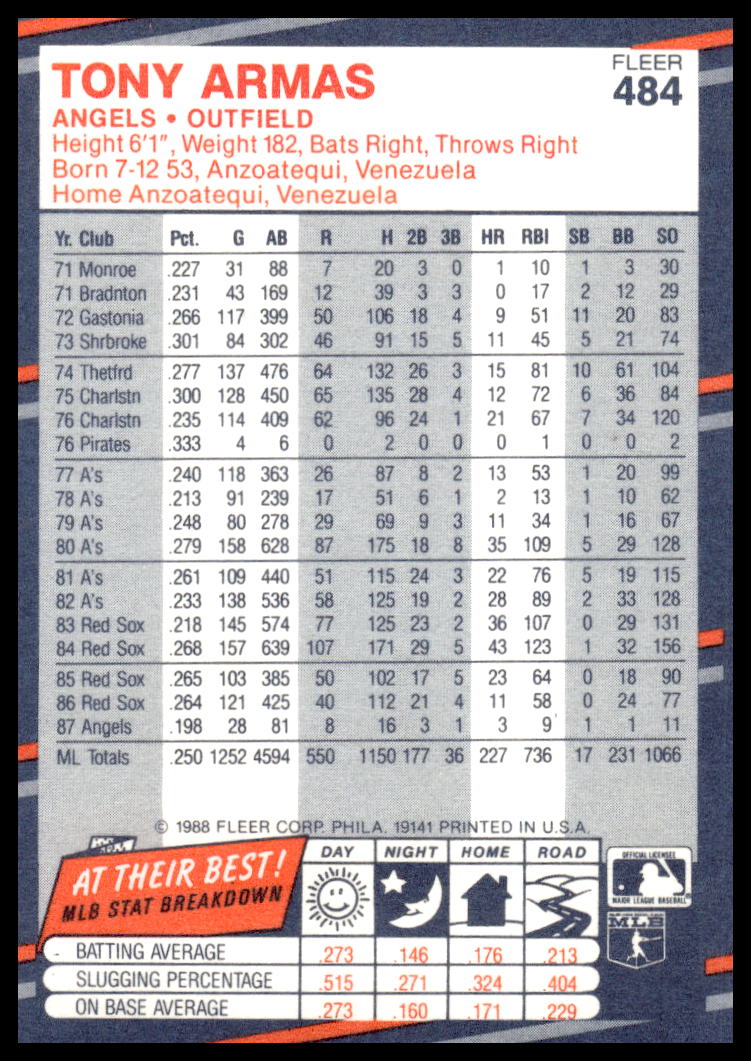 TONY ARMAS
FLEER
484
ANGELS • OUTFIELD
Height 6'1", Weight 182, Bats Right, Throws Right
Born 7-12 53, Anzoatequi, Venezuela
Home Anzoatequi, Venezuela
Yr. Club Pct. G AB R H 2B 3B HR RBI SB BB SO
71 Monroe .227 31 88 7 20 3 0 1 10 1 3 30
71 Bradnton .231 43 169 12 39 3 3 0 17 2 12 29
72 Gastonia .266 117 399 50 106 18 4 9 51 11 20 83
73 Shrbroke .301 84 302 46 91 15 5 11 45 5 21 74
74 Thetfrd .277 137 476 64 132 26 3 15 81 10 61 104
75 Charlstn .300 128 450 65 135 28 4 12 72 6 36 84
76 Charlstn .235 114 409 62 96 24 1 21 67 7 34 120
76 Pirates .333 4 6 0 2 0 0 0 1 0 0 2
77 A's .240 118 363 26 87 8 2 13 53 1 20 99
78 A's .213 91 239 17 51 6 1 2 13 1 10 62
79 A's .248 80 278 29 69 9 3 11 34 1 16 67
80 A's .279 158 628 87 175 18 8 35 109 5 29 128
81 A's .261 109 440 51 115 24 3 22 76 5 19 115
82 A's .233 138 536 58 125 19 2 28 89 2 33 128
83 Red Sox .218 145 574 77 125 23 2 36 107 0 29 131
84 Red Sox .268 157 639 107 171 29 5 43 123 1 32 156
85 Red Sox .265 103 385 50 102 17 5 23 64 0 18 90
86 Red Sox .264 121 425 40 112 21 4 11 58 0 24 77
87 Angels .198 28 81 8 16 3 1 3 9 1 1 11
ML Totals .250 1252 4594 550 1150 177 36 227 736 17 231 1066
© 1988 FLEER CORP. PHILA. 19141 PRINTED IN U.S.A.
AT THEIR BEST!
MLB STAT BREAKDOWN
DAY NIGHT HOME ROAD
OFFICIAL LICENSEE
MAJOR LEAGUE BASEBALL
MLB
BATTING AVERAGE .273 .146 .176 .213
SLUGGING PERCENTAGE .515 .271 .324 .404
ON BASE AVERAGE .273 .160 .171 .229